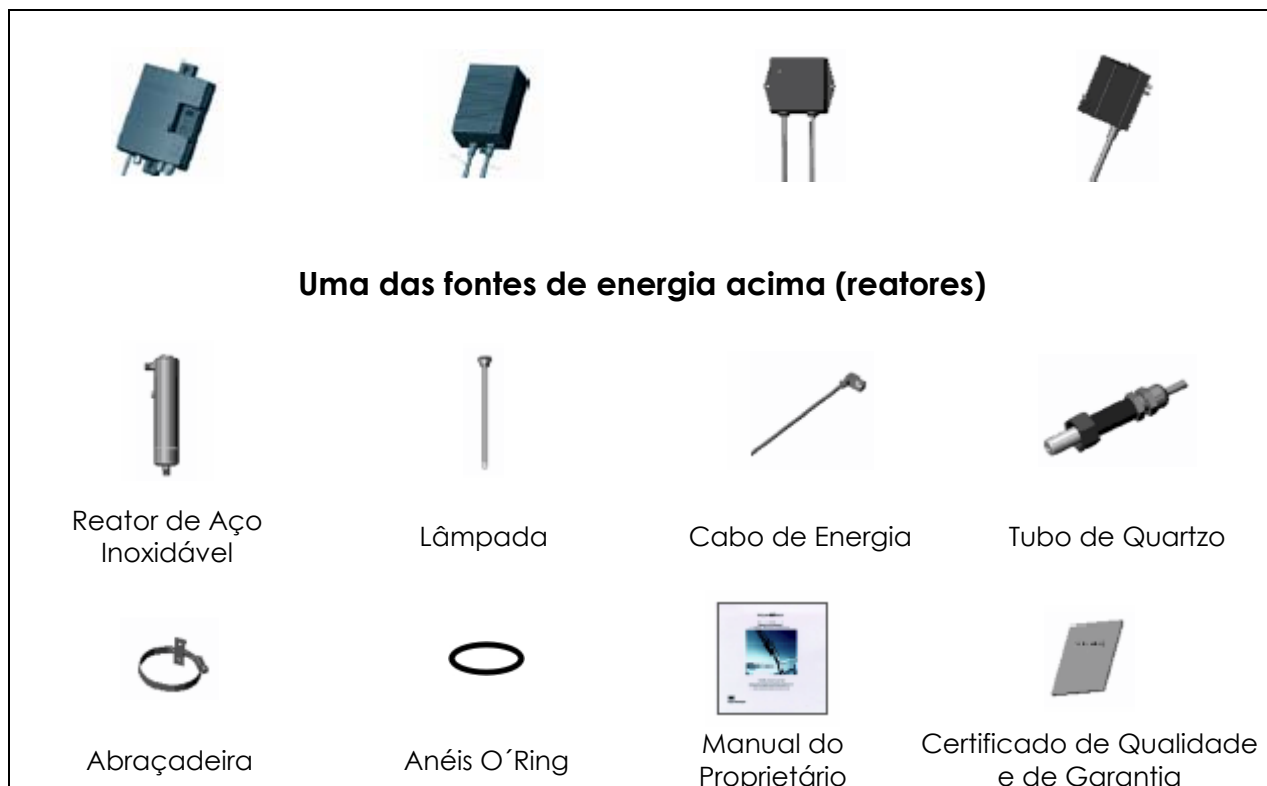 Uma das fontes de energia acima (reatores)
Reator de Aço
Inoxidável
Lâmpada
Cabo de Energia
Tubo de Quartzo
Abraçadeira
Anéis O´Ring
Manual do
Proprietário
Certificado de Qualidade
e de Garantia